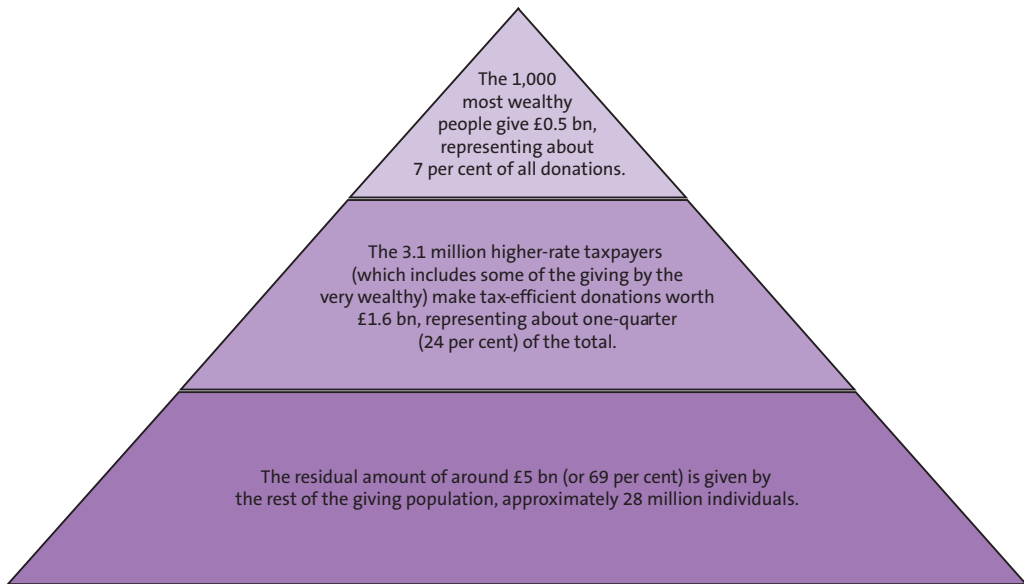 The 1,000
most wealthy
people give £0.5 bn,
representing about
7 per cent of all donations.
The 3.1 million higher-rate taxpayers
(which includes some of the giving by the
very wealthy) make tax-efficient donations worth
£1.6 bn, representing about one-quarter
(24 per cent) of the total.
The residual amount of around £5 bn (or 69 per cent) is given by
the rest of the giving population, approximately 28 million individuals.